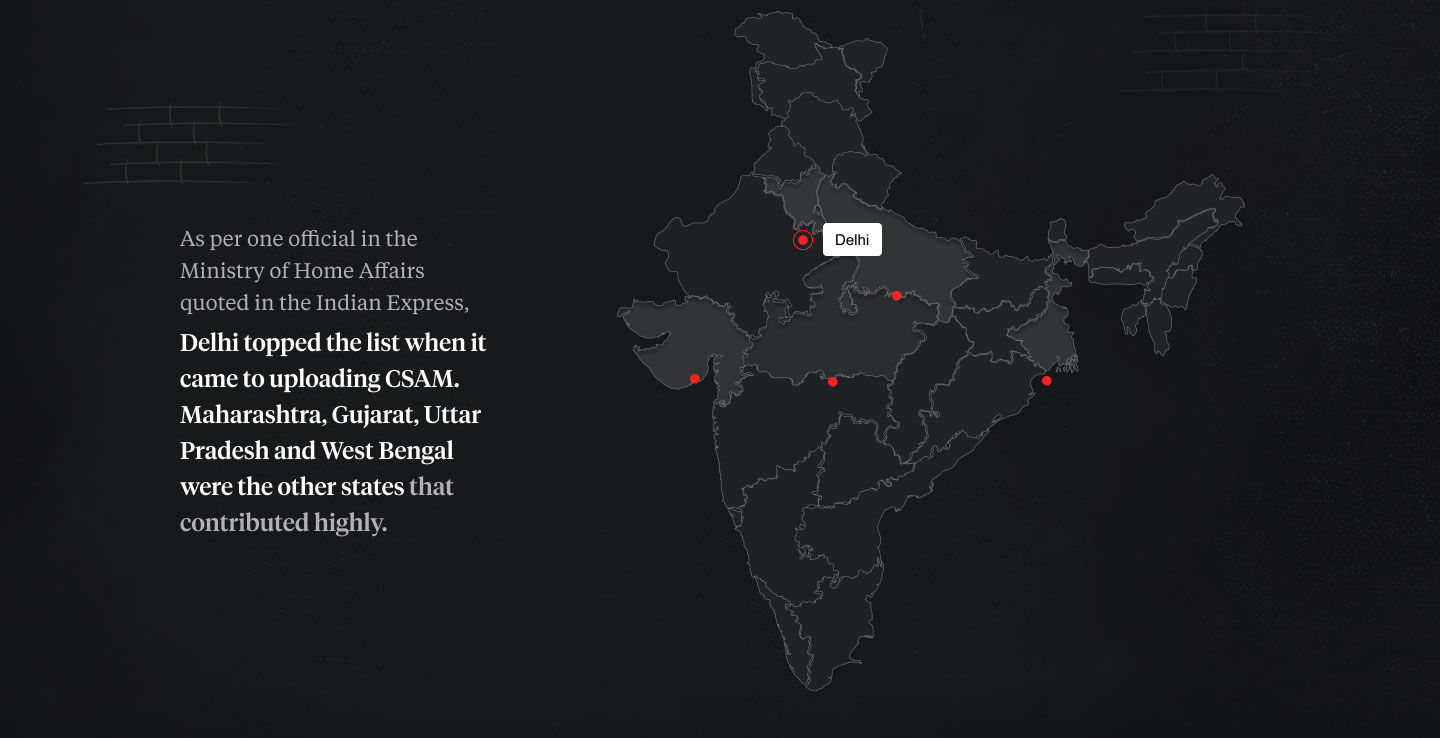 As per one official in the
Ministry of Home Affairs
quoted in the Indian Express,
Delhi topped the list when it
came to uploading CSAM.
Maharashtra, Gujarat, Uttar
Pradesh and West Bengal
were the other states that
contributed highly.
Delhi